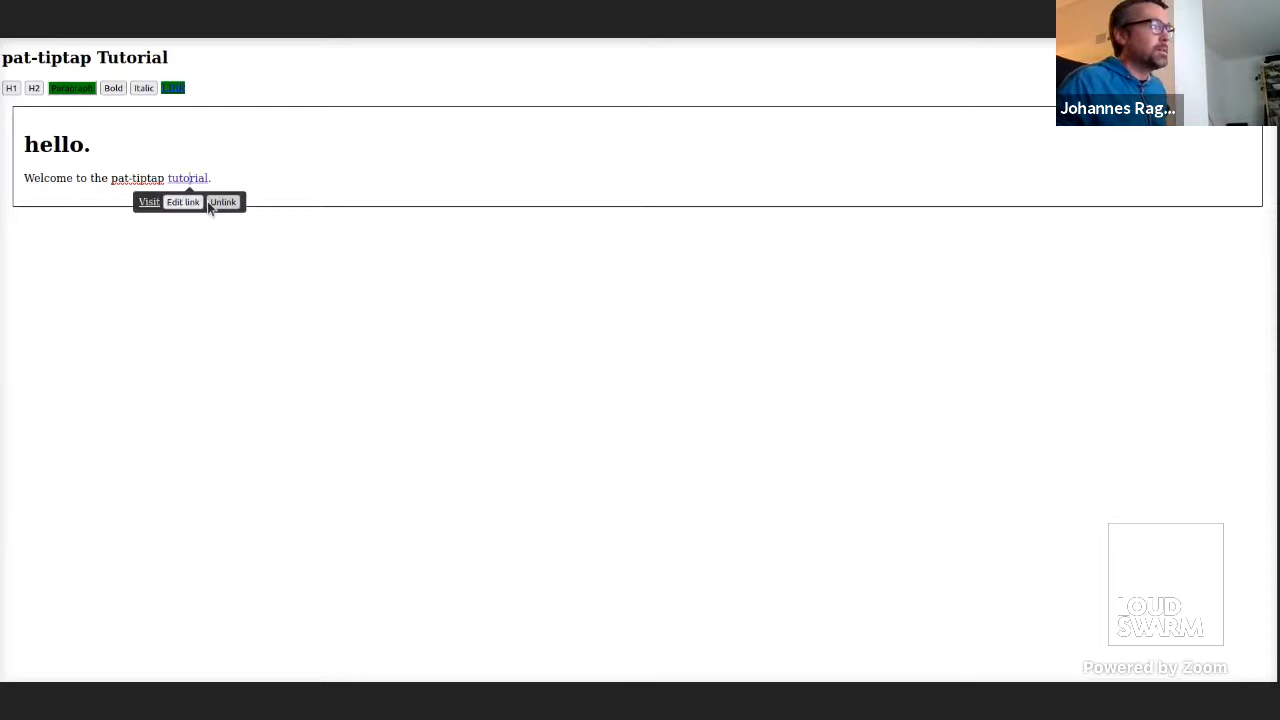 pat-tiptap Tutorial
H1 H2 Paragraph Bold Italic Link
hello.
Welcome to the pat-tiptap tutorial.
Visit Edit link Unlink
Johannes Rag...
LOUD
SWARM
Powered by Zoom